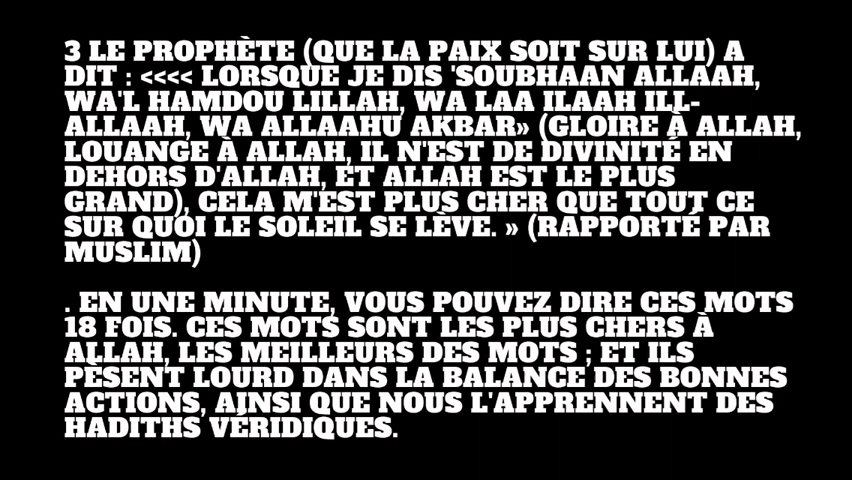 3 LE PROPHÈTE (QUE LA PAIX SOIT SUR LUI) A
DIT : <<<< LORSQUE JE DIS 'SOUBHAAN ALLAAH,
WA'L HAMDOU LILLAH, WA LAA ILAAH ILL-
ALLAAH, WA ALLAAHU AKBAR» (GLOIRE À ALLAH,
LOUANGE À ALLAH, IL N'EST DE DIVINITÉ EN
DEHORS D'ALLAH, ET ALLAH EST LE PLUS
GRAND), CELA M'EST PLUS CHER QUE TOUT CE
SUR QUOI LE SOLEIL SE LÈVE. » (RAPPORTÉ PAR
MUSLIM)
. EN UNE MINUTE, VOUS POUVEZ DIRE CES MOTS
18 FOIS. CES MOTS SONT LES PLUS CHERS À
ALLAH, LES MEILLEURS DES MOTS ; ET ILS
PÈSENT LOURD DANS LA BALANCE DES BONNES
ACTIONS, AINSI QUE NOUS L'APPRENNENT DES
HADITHS VÉRIDIQUES.